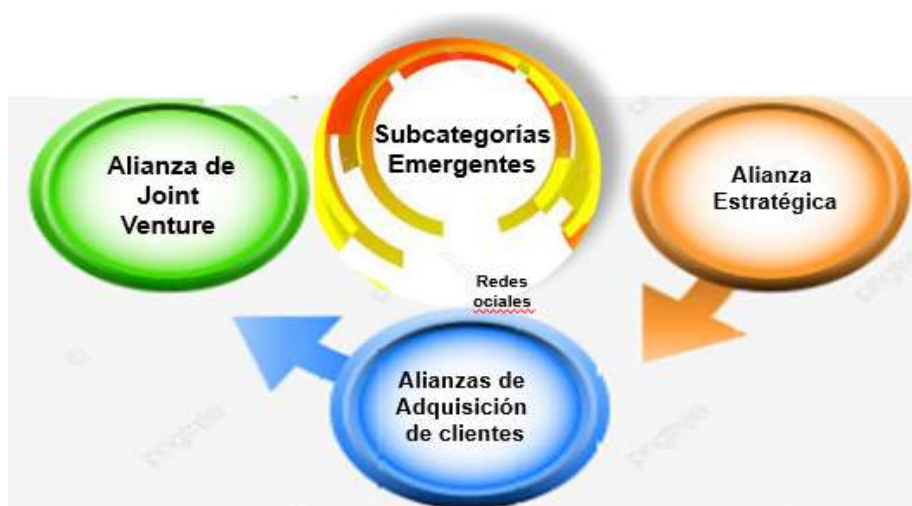 Subcategorías
Emergentes
Alianza de
Joint
Venture
Alianza
Estratégica
Redes
ociales
Alianzas de
Adquisición
de clientes